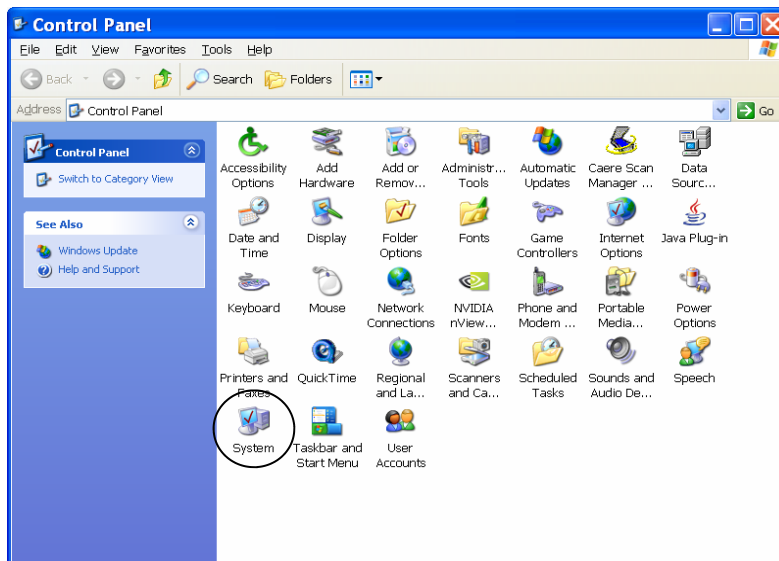 Control Panel
File Edit View Favorites Tools Help
Back Search Folders
Address Control Panel Go
Control Panel
Switch to Category View
See Also
Windows Update
Help and Support
Accessibility Options
Add Hardware
Add or Remov...
Administr... Tools
Automatic Updates
Caere Scan Manager ...
Data Sourc...
Date and Time
Display
Folder Options
Fonts
Game Controllers
Internet Options
Java Plug-in
Keyboard
Mouse
Network Connections
NVIDIA nView...
Phone and Modem ...
Portable Media...
Power Options
Printers and Faxes
QuickTime
Regional and La...
Scanners and Ca...
Scheduled Tasks
Sounds and Audio De...
Speech
System
Taskbar and Start Menu
User Accounts